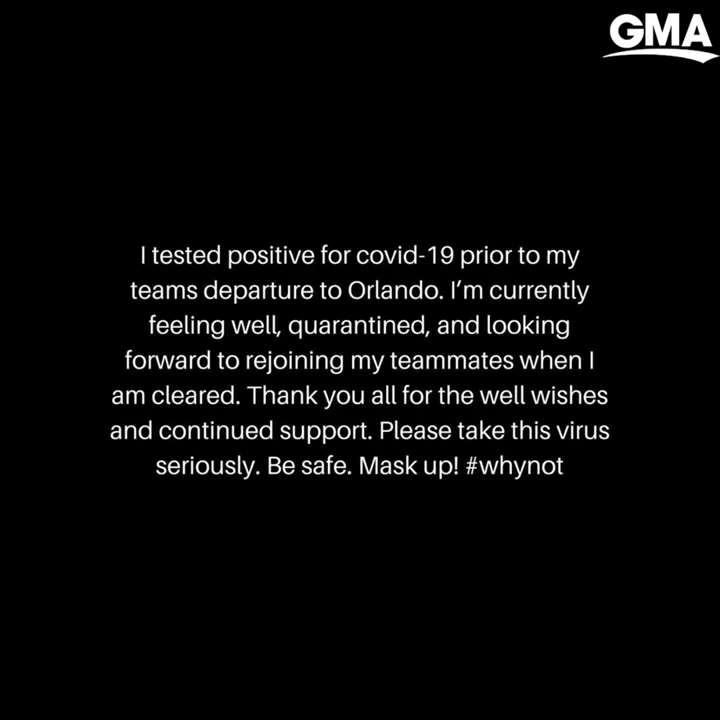 GMA
I tested positive for covid-19 prior to my
teams departure to Orlando. I’m currently
feeling well, quarantined, and looking
forward to rejoining my teammates when I
am cleared. Thank you all for the well wishes
and continued support. Please take this virus
seriously. Be safe. Mask up! #whynot